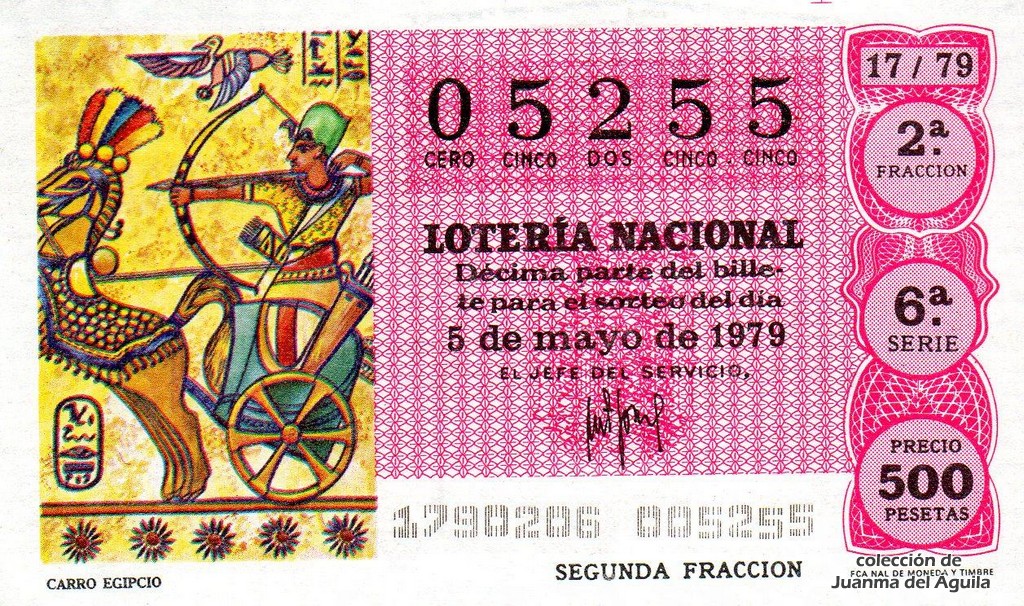 17 / 79
05255
CERO CINCO DOS CINCO CINCO
2.ª
FRACCION
LOTERÍA NACIONAL
Décima parte del bille-
te para el sorteo del día
5 de mayo de 1979
EL JEFE DEL SERVICIO,
6.ª
SERIE
PRECIO
500
PESETAS
1790206 005255
SEGUNDA FRACCION
CARRO EGIPCIO
colección de
FCA NAL DE MONEDA Y TIMBRE
Juanma del Aguila